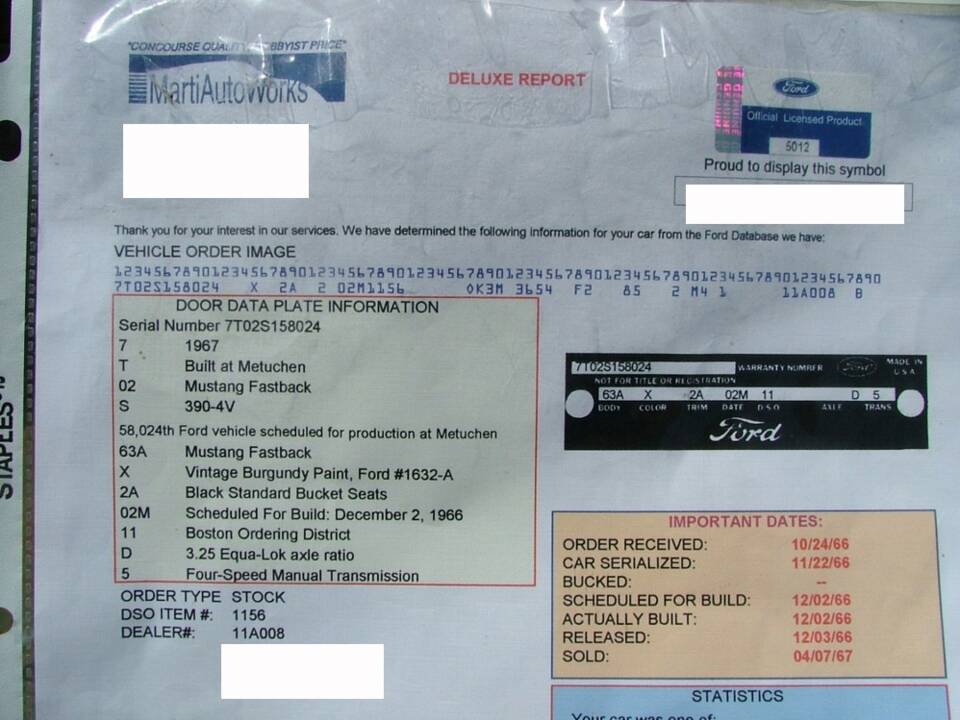 "CONCOURSE QUALITY HOBBYIST PRICE"
MartiAutoWorks
DELUXE REPORT
GENUINE
GENUINE
Ford
Official Licensed Product
5012
Proud to display this symbol
Thank you for your interest in our services. We have determined the following information for your car from the Ford Database we have:
VEHICLE ORDER IMAGE
12345678901234567890123456789012345678901234567890123456789012345678901234567890
7T02S158024 X 2A 2 02M1156 0K3M 3654 F2 85 2 M4 1 11A008 B
DOOR DATA PLATE INFORMATION
Serial Number 7T02S158024
7 1967
T Built at Metuchen
02 Mustang Fastback
S 390-4V
58,024th Ford vehicle scheduled for production at Metuchen
63A Mustang Fastback
X Vintage Burgundy Paint, Ford #1632-A
2A Black Standard Bucket Seats
02M Scheduled For Build: December 2, 1966
11 Boston Ordering District
D 3.25 Equa-Lok axle ratio
5 Four-Speed Manual Transmission
ORDER TYPE STOCK
DSO ITEM #: 1156
DEALER#: 11A008
7T02S158024 WARRANTY NUMBER Ford MADE IN U.S.A.
NOT FOR TITLE OR REGISTRATION
63A X 2A 02M 11 D 5
BODY COLOR TRIM DATE D.S.O. AXLE TRANS
Ford
IMPORTANT DATES:
ORDER RECEIVED: 10/24/66
CAR SERIALIZED: 11/22/66
BUCKED: --
SCHEDULED FOR BUILD: 12/02/66
ACTUALLY BUILT: 12/02/66
RELEASED: 12/03/66
SOLD: 04/07/67
STATISTICS
Your car was one of:
STAPLES